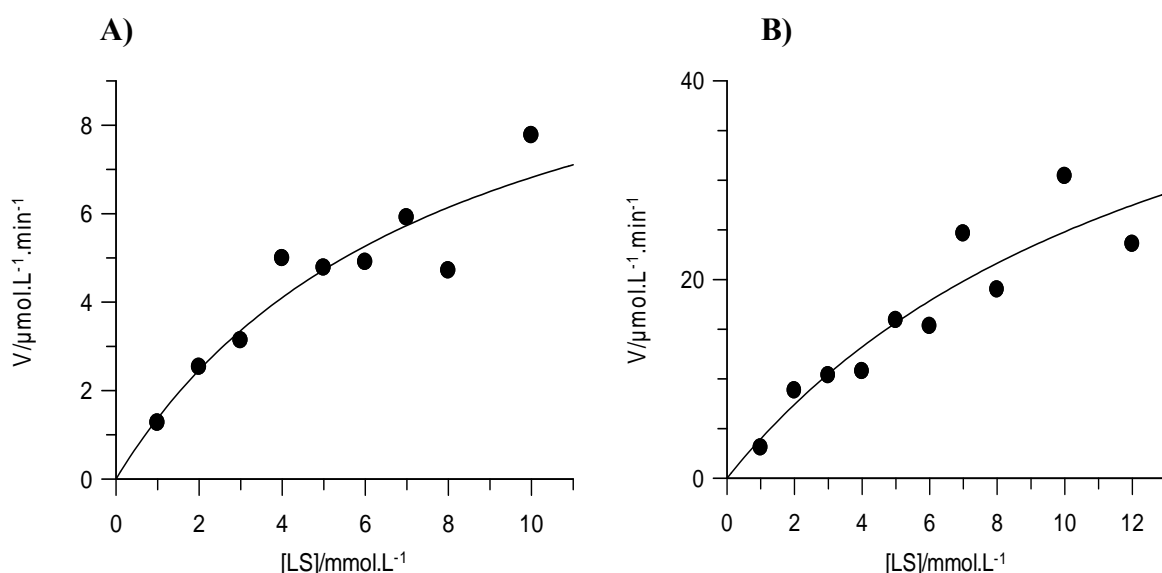 A)
B)
8
6
4
2
0
V/µmol.L⁻¹.min⁻¹
0 2 4 6 8 10
[LS]/mmol.L⁻¹
40
20
0
V/µmol.L⁻¹.min⁻¹
0 2 4 6 8 10 12
[LS]/mmol.L⁻¹